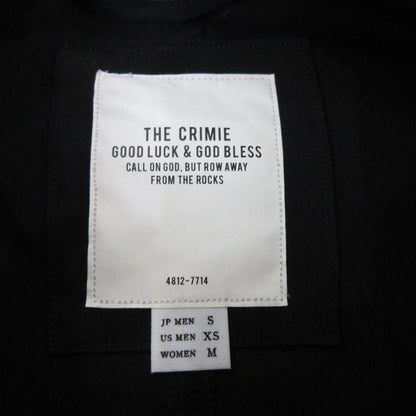 THE CRIMIE
GOOD LUCK & GOD BLESS
CALL ON GOD, BUT ROW AWAY
FROM THE ROCKS
4812-7714
JP MEN S
US MEN XS
WOMEN M